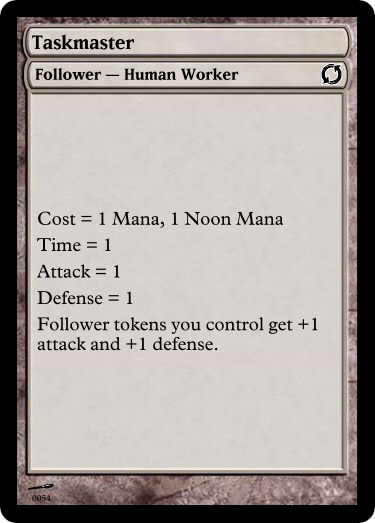 Taskmaster
Follower — Human Worker
Cost = 1 Mana, 1 Noon Mana
Time = 1
Attack = 1
Defense = 1
Follower tokens you control get +1
attack and +1 defense.
0054